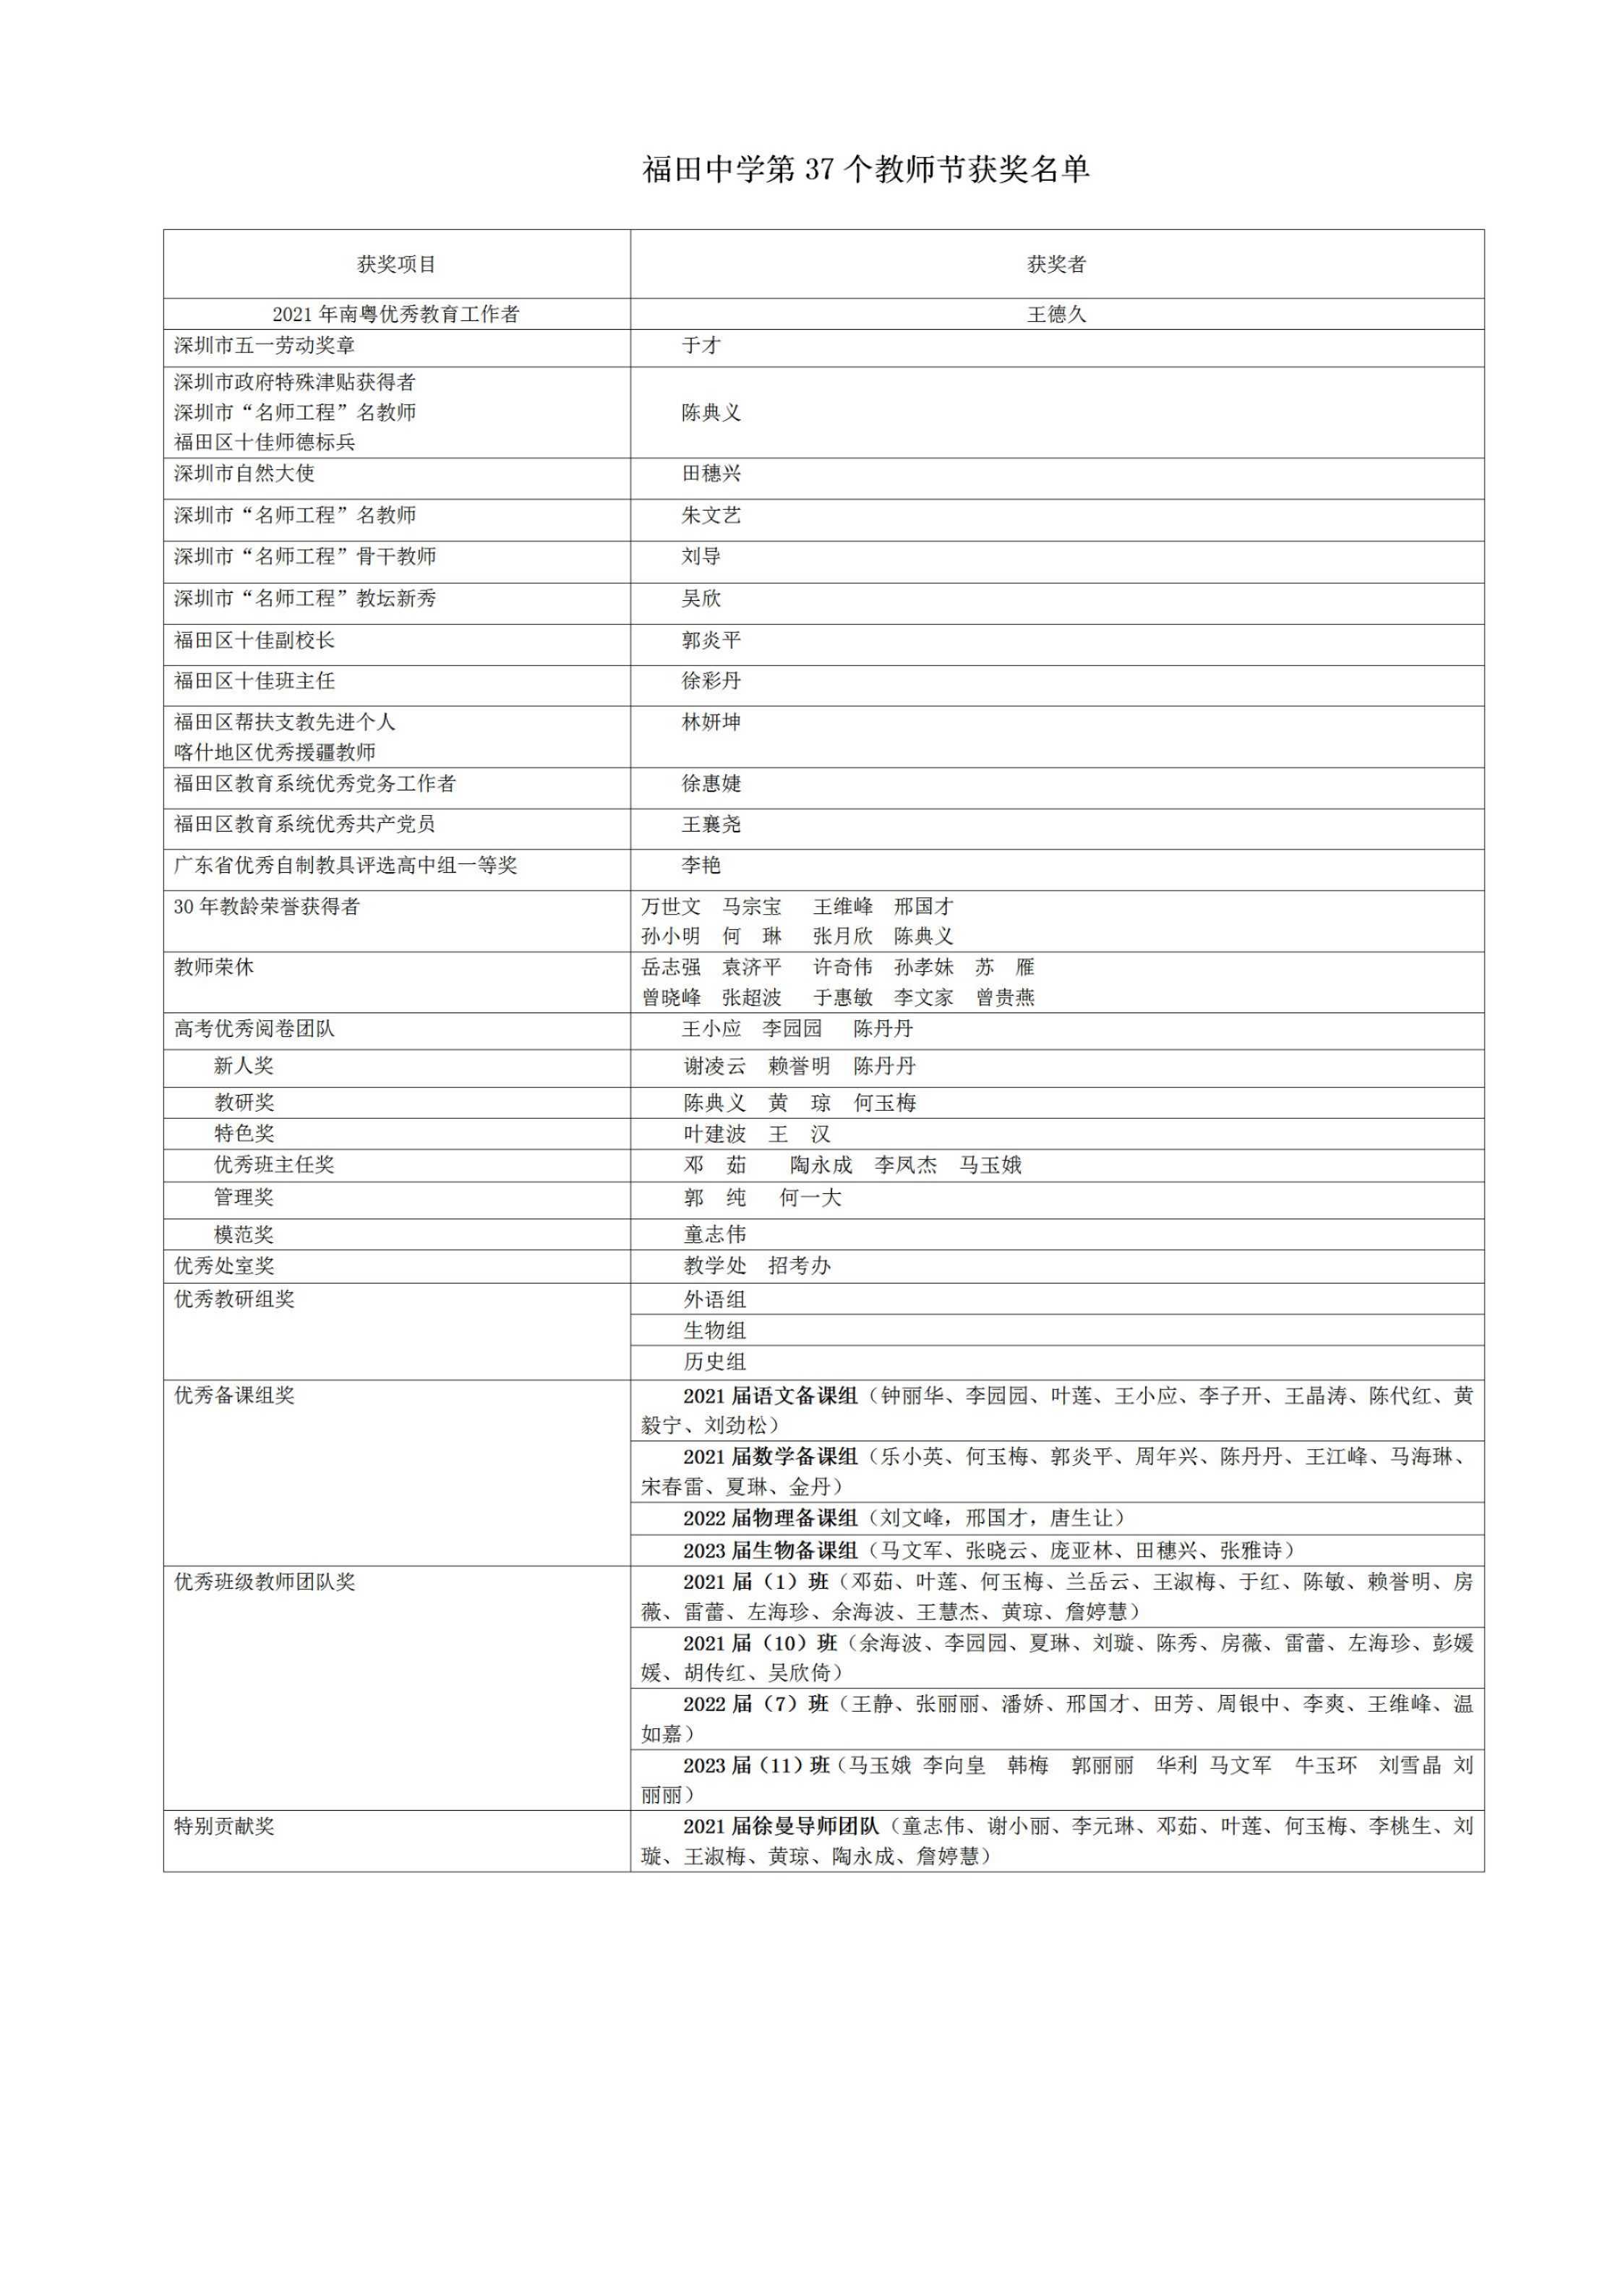 福田中学第 37 个教师节获奖名单
获奖项目 获奖者
2021 年南粤优秀教育工作者 王德久
深圳市五一劳动奖章 于才
深圳市政府特殊津贴获得者
深圳市“名师工程”名教师 陈典义
福田区十佳师德标兵
深圳市自然大使 田穗兴
深圳市“名师工程”名教师 朱文艺
深圳市“名师工程”骨干教师 刘导
深圳市“名师工程”教坛新秀 吴欣
福田区十佳副校长 郭炎平
福田区十佳班主任 徐彩丹
福田区帮扶支教先进个人 林妍坤
喀什地区优秀援疆教师
福田区教育系统优秀党务工作者 徐惠婕
福田区教育系统优秀共产党员 王襄尧
广东省优秀自制教具评选高中组一等奖 李艳
30 年教龄荣誉获得者 万世文 马宗宝 王维峰 邢国才
孙小明 何 琳 张月欣 陈典义
教师荣休 岳志强 袁济平 许奇伟 孙孝妹 苏 雁
曾晓峰 张超波 于惠敏 李文家 曾贵燕
高考优秀阅卷团队 王小应 李园园 陈丹丹
新人奖 谢凌云 赖誉明 陈丹丹
教研奖 陈典义 黄 琼 何玉梅
特色奖 叶建波 王 汉
优秀班主任奖 邓 茹 陶永成 李凤杰 马玉娥
管理奖 郭 纯 何一大
模范奖 童志伟
优秀处室奖 教学处 招考办
优秀教研组奖 外语组
生物组
历史组
优秀备课组奖 2021 届语文备课组（钟丽华、李园园、叶莲、王小应、李子开、王晶涛、陈代红、黄
毅宁、刘劲松）
2021 届数学备课组（乐小英、何玉梅、郭炎平、周年兴、陈丹丹、王江峰、马海琳、
宋春雷、夏琳、金丹）
2022 届物理备课组（刘文峰，邢国才，唐生让）
2023 届生物备课组（马文军、张晓云、庞亚林、田穗兴、张雅诗）
优秀班级教师团队奖 2021 届（1）班（邓茹、叶莲、何玉梅、兰岳云、王淑梅、于红、陈敏、赖誉明、房
薇、雷蕾、左海珍、余海波、王慧杰、黄琼、詹婷慧）
2021 届（10）班（余海波、李园园、夏琳、刘璇、陈秀、房薇、雷蕾、左海珍、彭媛
媛、胡传红、吴欣倚）
2022 届（7）班（王静、张丽丽、潘娇、邢国才、田芳、周银中、李爽、王维峰、温
如嘉）
2023 届（11）班（马玉娥 李向皇 韩梅 郭丽丽 华利 马文军 牛玉环 刘雪晶 刘
丽丽）
特别贡献奖 2021 届徐曼导师团队（童志伟、谢小丽、李元琳、邓茹、叶莲、何玉梅、李桃生、刘
璇、王淑梅、黄琼、陶永成、詹婷慧）